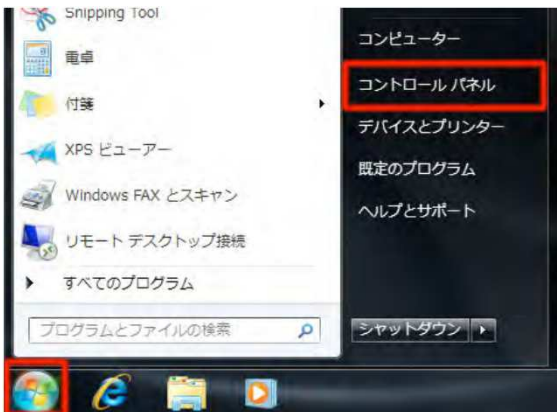 Snipping Tool
電卓
付箋
XPS ビューアー
Windows FAX とスキャン
リモート デスクトップ接続
すべてのプログラム
プログラムとファイルの検索
コンピューター
コントロール パネル
デバイスとプリンター
既定のプログラム
ヘルプとサポート
シャットダウン